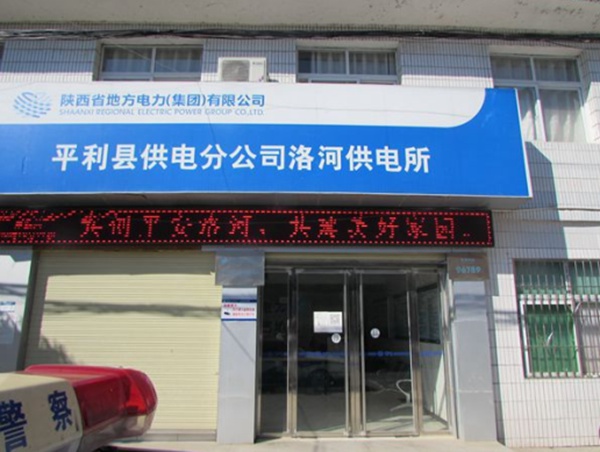 陕西省地方电力(集团)有限公司
SHAANXI REGIONAL ELECTRIC POWER GROUP CO.,LTD.
平利县供电分公司洛河供电所
共创平安洛河，共筑美好家园
警察